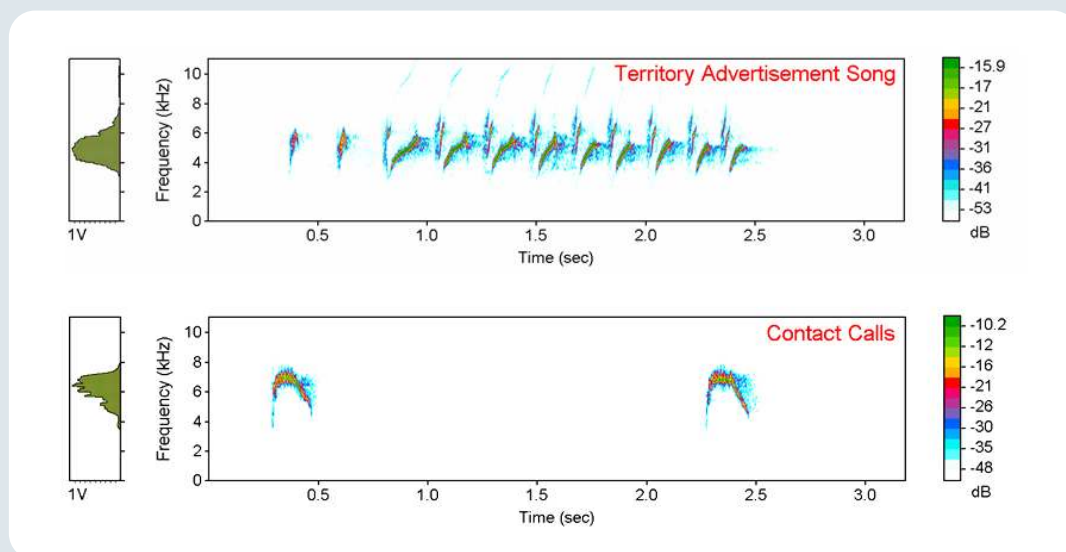 Territory Advertisement Song
Frequency (kHz)
10
8
6
4
2
0
0.5 1.0 1.5 2.0 2.5 3.0
Time (sec)
1V
-15.9
-17
-21
-27
-31
-36
-41
-53
dB
Contact Calls
Frequency (kHz)
10
8
6
4
2
0
0.5 1.0 1.5 2.0 2.5 3.0
Time (sec)
1V
-10.2
-12
-16
-21
-26
-30
-35
-48
dB